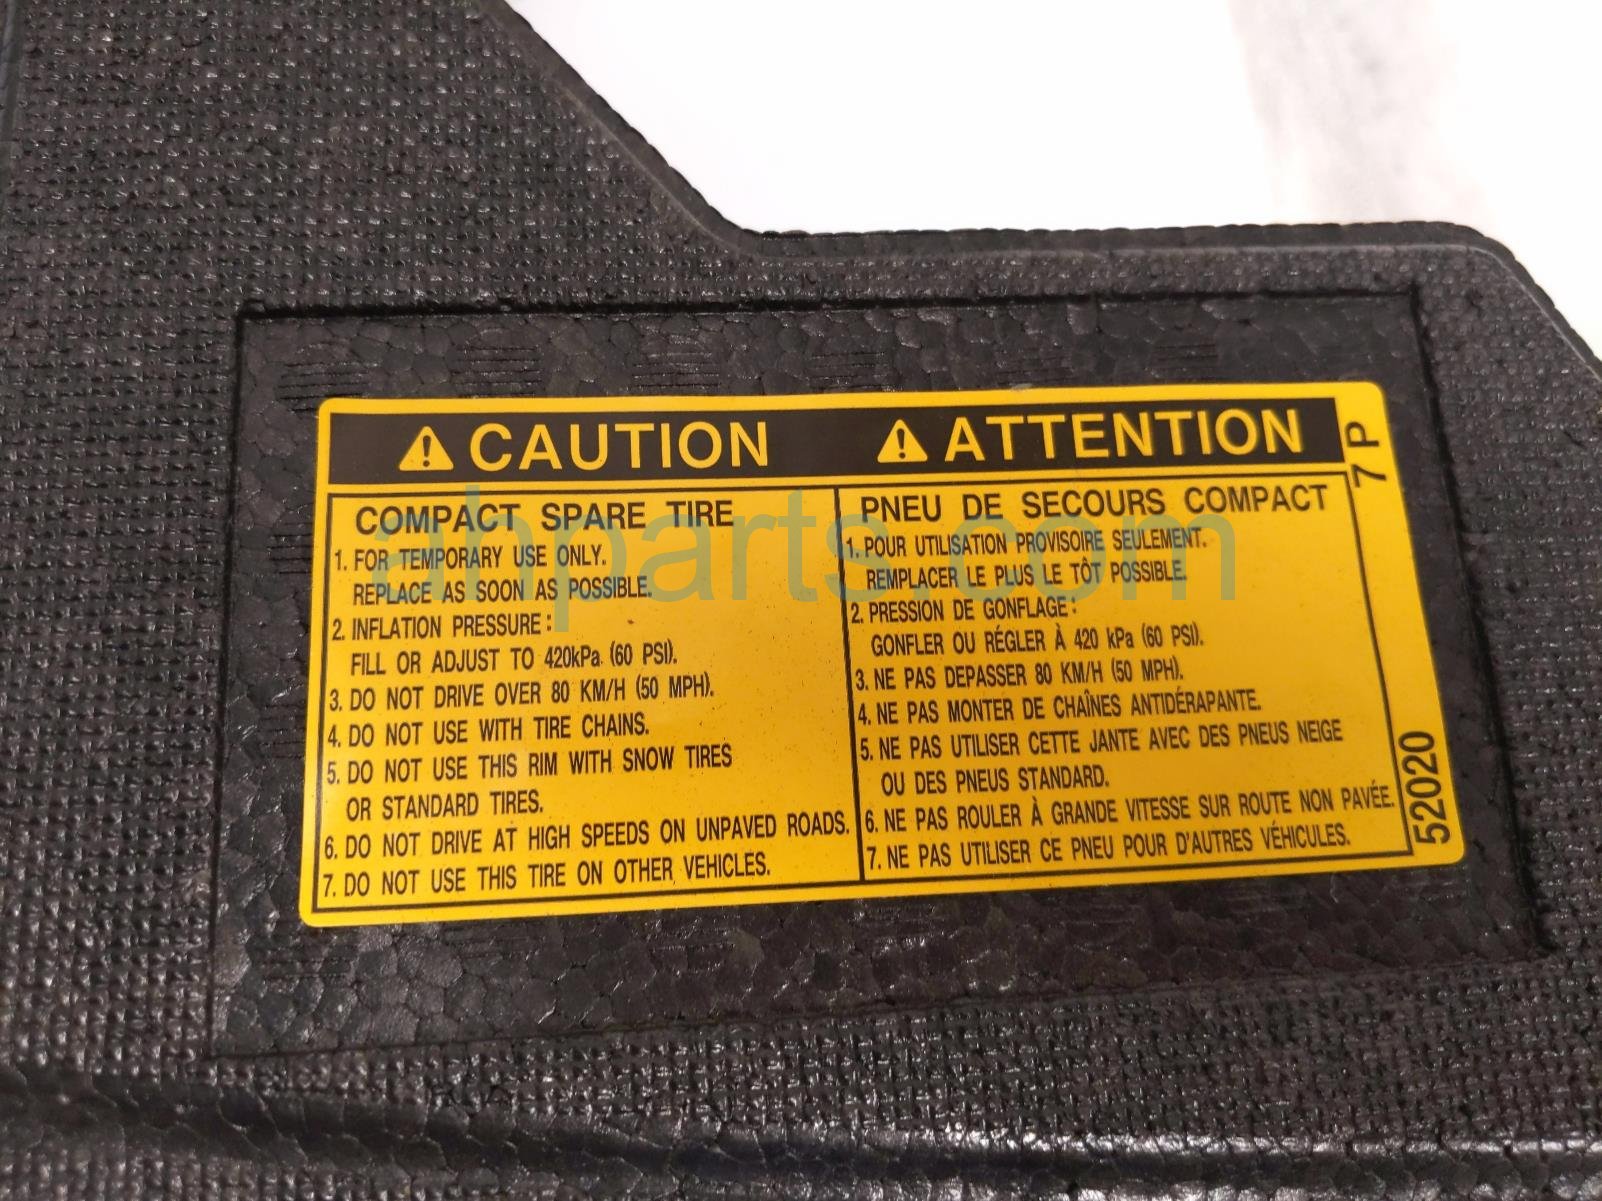 CAUTION
COMPACT SPARE TIRE
1. FOR TEMPORARY USE ONLY.
REPLACE AS SOON AS POSSIBLE.
2. INFLATION PRESSURE:
FILL OR ADJUST TO 420kPa (60 PSI).
3. DO NOT DRIVE OVER 80 KM/H (50 MPH).
4. DO NOT USE WITH TIRE CHAINS.
5. DO NOT USE THIS RIM WITH SNOW TIRES
OR STANDARD TIRES.
6. DO NOT DRIVE AT HIGH SPEEDS ON UNPAVED ROADS.
7. DO NOT USE THIS TIRE ON OTHER VEHICLES.
ATTENTION
PNEU DE SECOURS COMPACT
1. POUR UTILISATION PROVISOIRE SEULEMENT.
REMPLACER LE PLUS LE TÔT POSSIBLE.
2. PRESSION DE GONFLAGE:
GONFLER OU RÉGLER À 420 kPa (60 PSI).
3. NE PAS DEPASSER 80 KM/H (50 MPH).
4. NE PAS MONTER DE CHAÎNES ANTIDÉRAPANTE.
5. NE PAS UTILISER CETTE JANTE AVEC DES PNEUS NEIGE
OU DES PNEUS STANDARD.
6. NE PAS ROULER À GRANDE VITESSE SUR ROUTE NON PAVÉE.
7. NE PAS UTILISER CE PNEU POUR D'AUTRES VÉHICULES.
7P
52020
ahparts.com